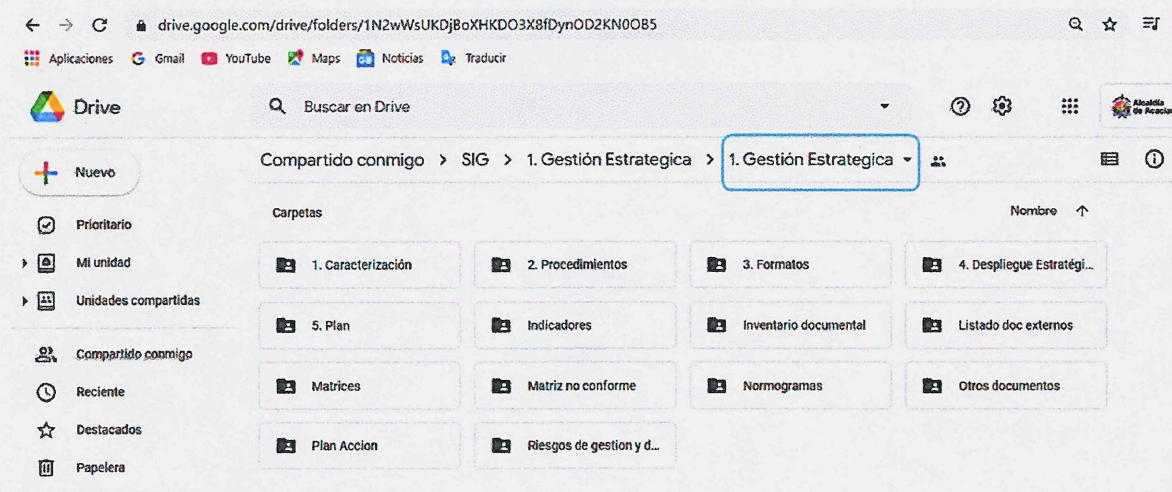 drive.google.com/drive/folders/1N2wWsUKDjBoXHKDO3X8fDynOD2KN0OB5
Aplicaciones Gmail YouTube Maps Noticias Traducir
Drive Buscar en Drive Alcaldía
de Acacías
Compartido conmigo > SIG > 1. Gestión Estrategica > 1. Gestión Estrategica
Nuevo
Carpetas Nombre
Prioritario
Mi unidad 1. Caracterización 2. Procedimientos 3. Formatos 4. Despliegue Estratégi...
Unidades compartidas
5. Plan Indicadores Inventario documental Listado doc externos
Compartido conmigo
Reciente Matrices Matriz no conforme Normogramas Otros documentos
Destacados
Plan Accion Riesgos de gestion y d...
Papelera